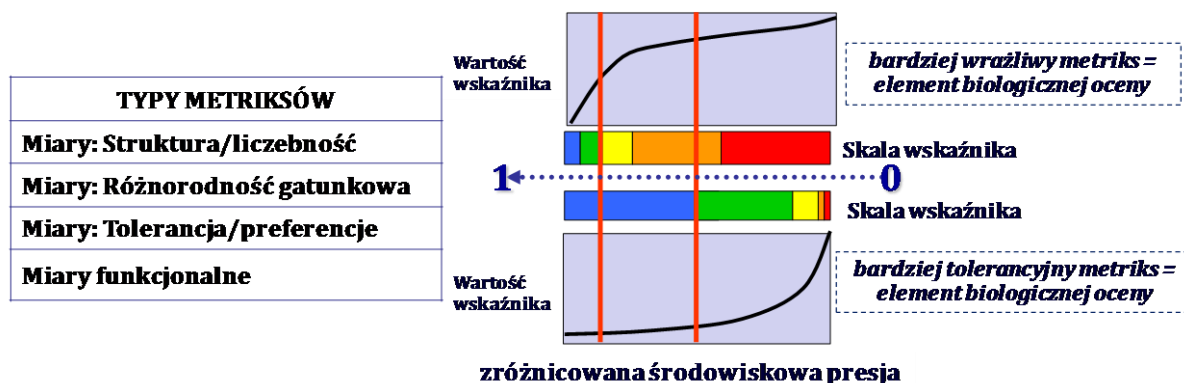 TYPY METRIKSÓW
Miary: Struktura/liczebność
Miary: Różnorodność gatunkowa
Miary: Tolerancja/preferencje
Miary funkcjonalne
Wartość
wskaźnika
bardziej wrażliwy metriks =
element biologicznej oceny
Skala wskaźnika
1
0
Skala wskaźnika
Wartość
wskaźnika
bardziej tolerancyjny metriks =
element biologicznej oceny
zróżnicowana środowiskowa presja